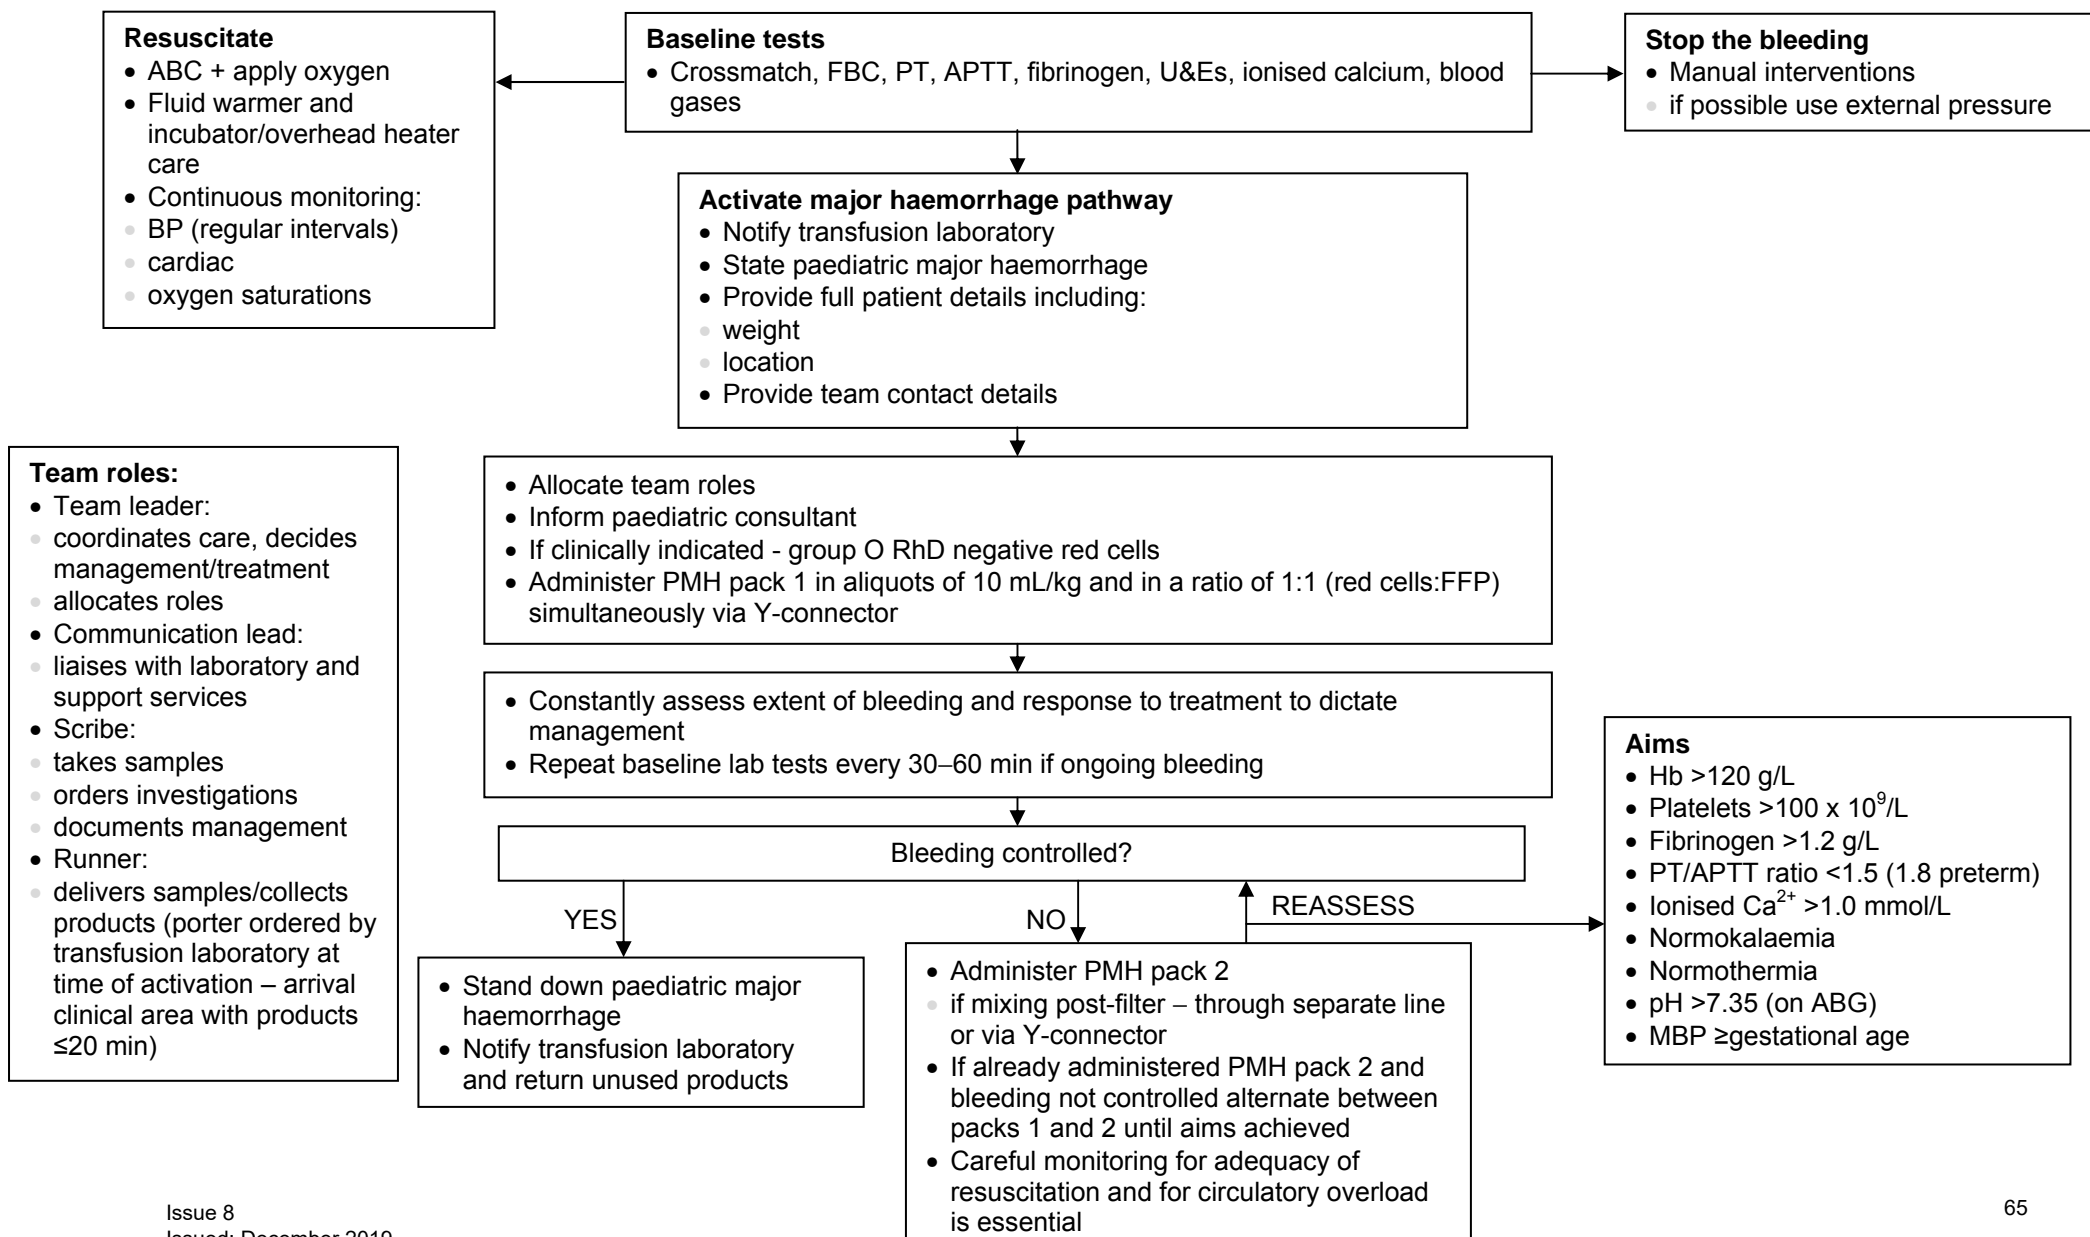 Resuscitate
• ABC + apply oxygen
• Fluid warmer and
incubator/overhead heater
care
• Continuous monitoring:
• BP (regular intervals)
• cardiac
• oxygen saturations
Baseline tests
• Crossmatch, FBC, PT, APTT, fibrinogen, U&Es, ionised calcium, blood
gases
Stop the bleeding
• Manual interventions
• if possible use external pressure
Activate major haemorrhage pathway
• Notify transfusion laboratory
• State paediatric major haemorrhage
• Provide full patient details including:
• weight
• location
• Provide team contact details
Team roles:
• Team leader:
• coordinates care, decides
management/treatment
• allocates roles
• Communication lead:
• liaises with laboratory and
support services
• Scribe:
• takes samples
• orders investigations
• documents management
• Runner:
• delivers samples/collects
products (porter ordered by
transfusion laboratory at
time of activation – arrival
clinical area with products
≤20 min)
• Allocate team roles
• Inform paediatric consultant
• If clinically indicated - group O RhD negative red cells
• Administer PMH pack 1 in aliquots of 10 mL/kg and in a ratio of 1:1 (red cells:FFP)
simultaneously via Y-connector
• Constantly assess extent of bleeding and response to treatment to dictate
management
• Repeat baseline lab tests every 30–60 min if ongoing bleeding
Bleeding controlled?
YES
NO
REASSESS
• Stand down paediatric major
haemorrhage
• Notify transfusion laboratory
and return unused products
• Administer PMH pack 2
• if mixing post-filter – through separate line
or via Y-connector
• If already administered PMH pack 2 and
bleeding not controlled alternate between
packs 1 and 2 until aims achieved
• Careful monitoring for adequacy of
resuscitation and for circulatory overload
is essential
Aims
• Hb >120 g/L
• Platelets >100 x 10⁹/L
• Fibrinogen >1.2 g/L
• PT/APTT ratio <1.5 (1.8 preterm)
• Ionised Ca²⁺ >1.0 mmol/L
• Normokalaemia
• Normothermia
• pH >7.35 (on ABG)
• MBP ≥gestational age
Issue 8
Issued: December 2019
65